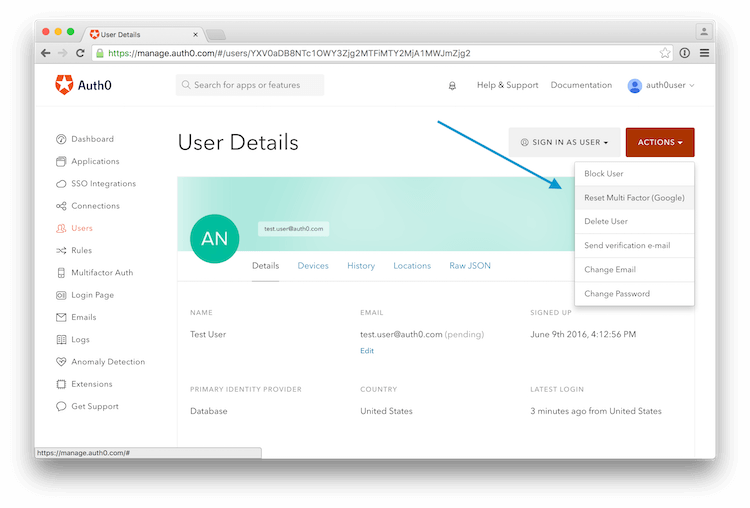 User Details
https://manage.auth0.com/#/users/YXV0aDB8NTc1OWY3Zjg2MTFiMTY2MjA1MWJmZjg2
Auth0
Search for apps or features
Help & Support
Documentation
auth0user
Dashboard
Applications
SSO Integrations
Connections
Users
Rules
Multifactor Auth
Login Page
Emails
Logs
Anomaly Detection
Extensions
Get Support
User Details
SIGN IN AS USER
ACTIONS
Block User
Reset Multi Factor (Google)
Delete User
Send verification e-mail
Change Email
Change Password
AN
test.user@auth0.com
Details
Devices
History
Locations
Raw JSON
NAME
Test User
EMAIL
test.user@auth0.com (pending)
Edit
SIGNED UP
June 9th 2016, 4:12:56 PM
PRIMARY IDENTITY PROVIDER
Database
COUNTRY
United States
LATEST LOGIN
3 minutes ago from United States
https://manage.auth0.com/#